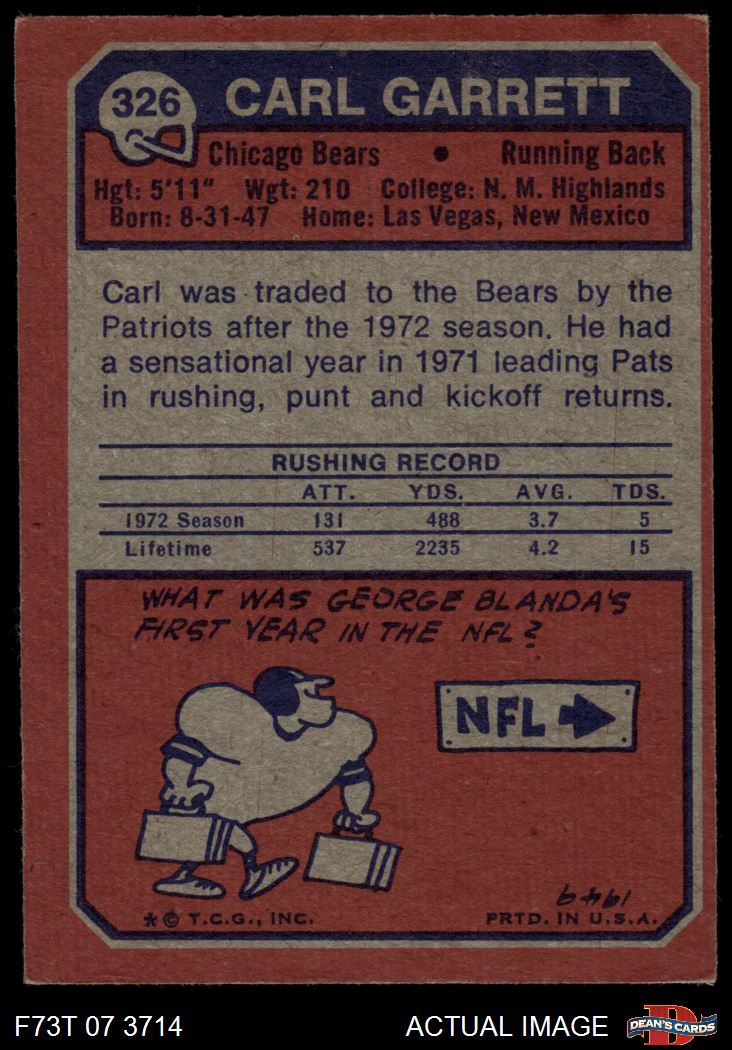 326 CARL GARRETT
Chicago Bears • Running Back
Hgt: 5'11" Wgt: 210 College: N. M. Highlands
Born: 8-31-47 Home: Las Vegas, New Mexico
Carl was traded to the Bears by the
Patriots after the 1972 season. He had
a sensational year in 1971 leading Pats
in rushing, punt and kickoff returns.
RUSHING RECORD
ATT. YDS. AVG. TDS.
1972 Season 131 488 3.7 5
Lifetime 537 2235 4.2 15
WHAT WAS GEORGE BLANDA'S
FIRST YEAR IN THE NFL?
NFL
1949
* © T.C.G., INC. PRTD. IN U.S.A.
F73T 07 3714 ACTUAL IMAGE DEAN'S CARDS